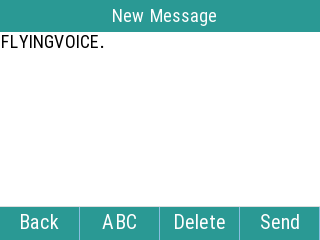 New Message
FLYINGVOICE.
Back ABC Delete Send